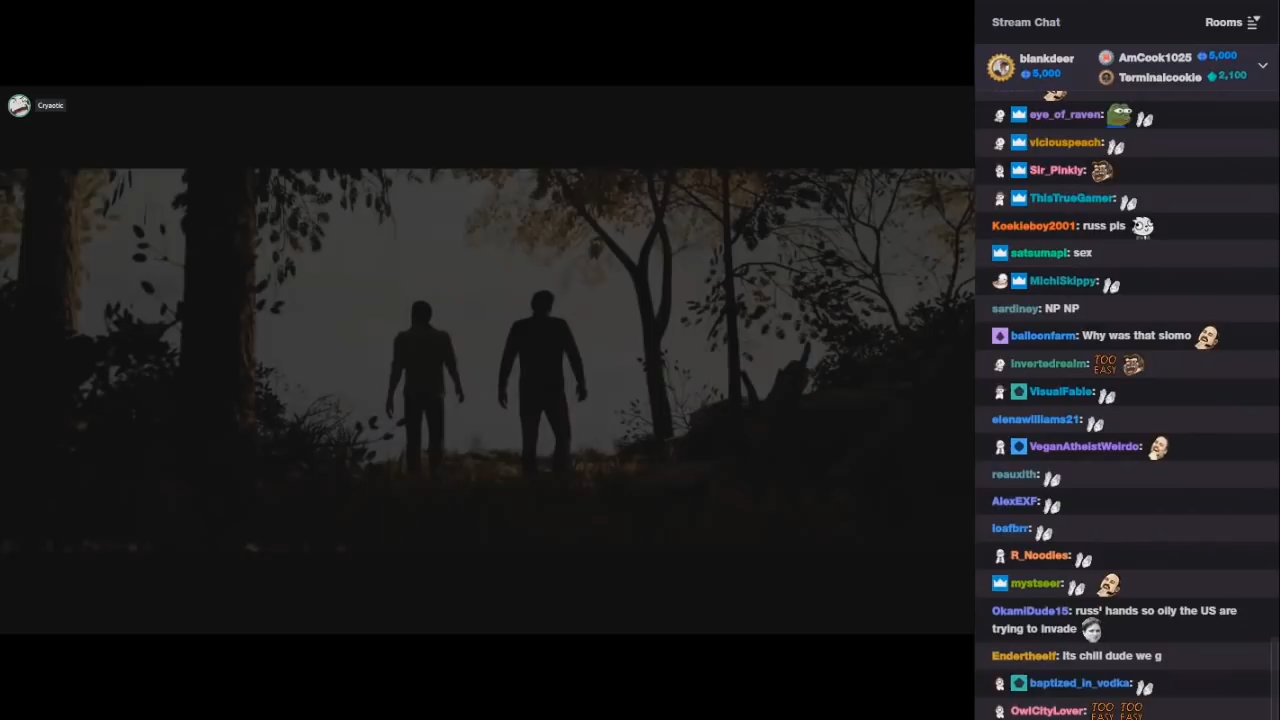 Stream Chat
Rooms
blankdeer
5,000
AmCook1025 5,000
Terminalcookie 2,100
Cryaotic
eye_of_raven:
viciouspeach:
Sir_Pinkly:
ThisTrueGamer:
Kookieboy2001: russ pls
satsumapi: sex
MichiSkippy:
sardiney: NP NP
balloonfarm: Why was that slomo
invertedrealm: TOO EASY
VisualFable:
elenawilliams21:
VeganAtheistWeirdo:
reauxith:
AlexEXF:
loafbrr:
R_Noodles:
mystseer:
OkamiDude15: russ' hands so oily the US are
trying to invade
Endertheelf: Its chill dude we g
baptized_in_vodka:
OwlCityLover: TOO EASY TOO EASY